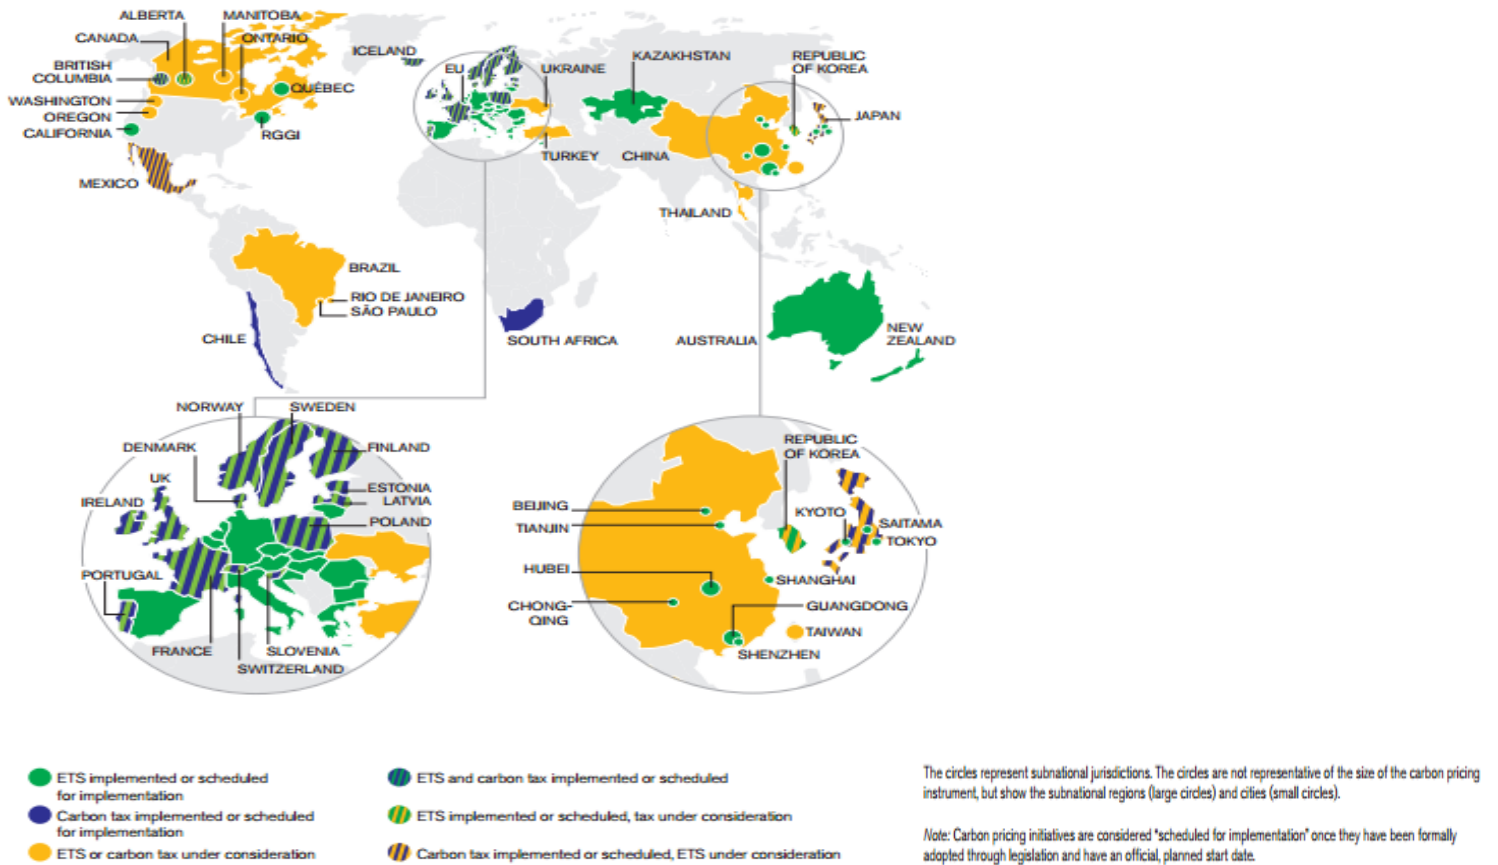 ALBERTA
MANITOBA
CANADA
ONTARIO
BRITISH
COLUMBIA
QUÉBEC
WASHINGTON
OREGON
CALIFORNIA
RGGI
MEXICO
ICELAND
EU
UKRAINE
KAZAKHSTAN
REPUBLIC
OF KOREA
JAPAN
TURKEY
CHINA
THAILAND
BRAZIL
RIO DE JANEIRO
SÃO PAULO
CHILE
SOUTH AFRICA
AUSTRALIA
NEW
ZEALAND
NORWAY
SWEDEN
DENMARK
FINLAND
UK
ESTONIA
IRELAND
LATVIA
POLAND
PORTUGAL
FRANCE
SLOVENIA
SWITZERLAND
REPUBLIC
OF KOREA
BEIJING
KYOTO
TIANJIN
SAITAMA
TOKYO
HUBEI
SHANGHAI
CHONG-
QING
GUANGDONG
TAIWAN
SHENZHEN
ETS implemented or scheduled
for implementation
Carbon tax implemented or scheduled
for implementation
ETS or carbon tax under consideration
ETS and carbon tax implemented or scheduled
ETS implemented or scheduled, tax under consideration
Carbon tax implemented or scheduled, ETS under consideration
The circles represent subnational jurisdictions. The circles are not representative of the size of the carbon pricing
instrument, but show the subnational regions (large circles) and cities (small circles).
Note: Carbon pricing initiatives are considered “scheduled for implementation” once they have been formally
adopted through legislation and have an official, planned start date.